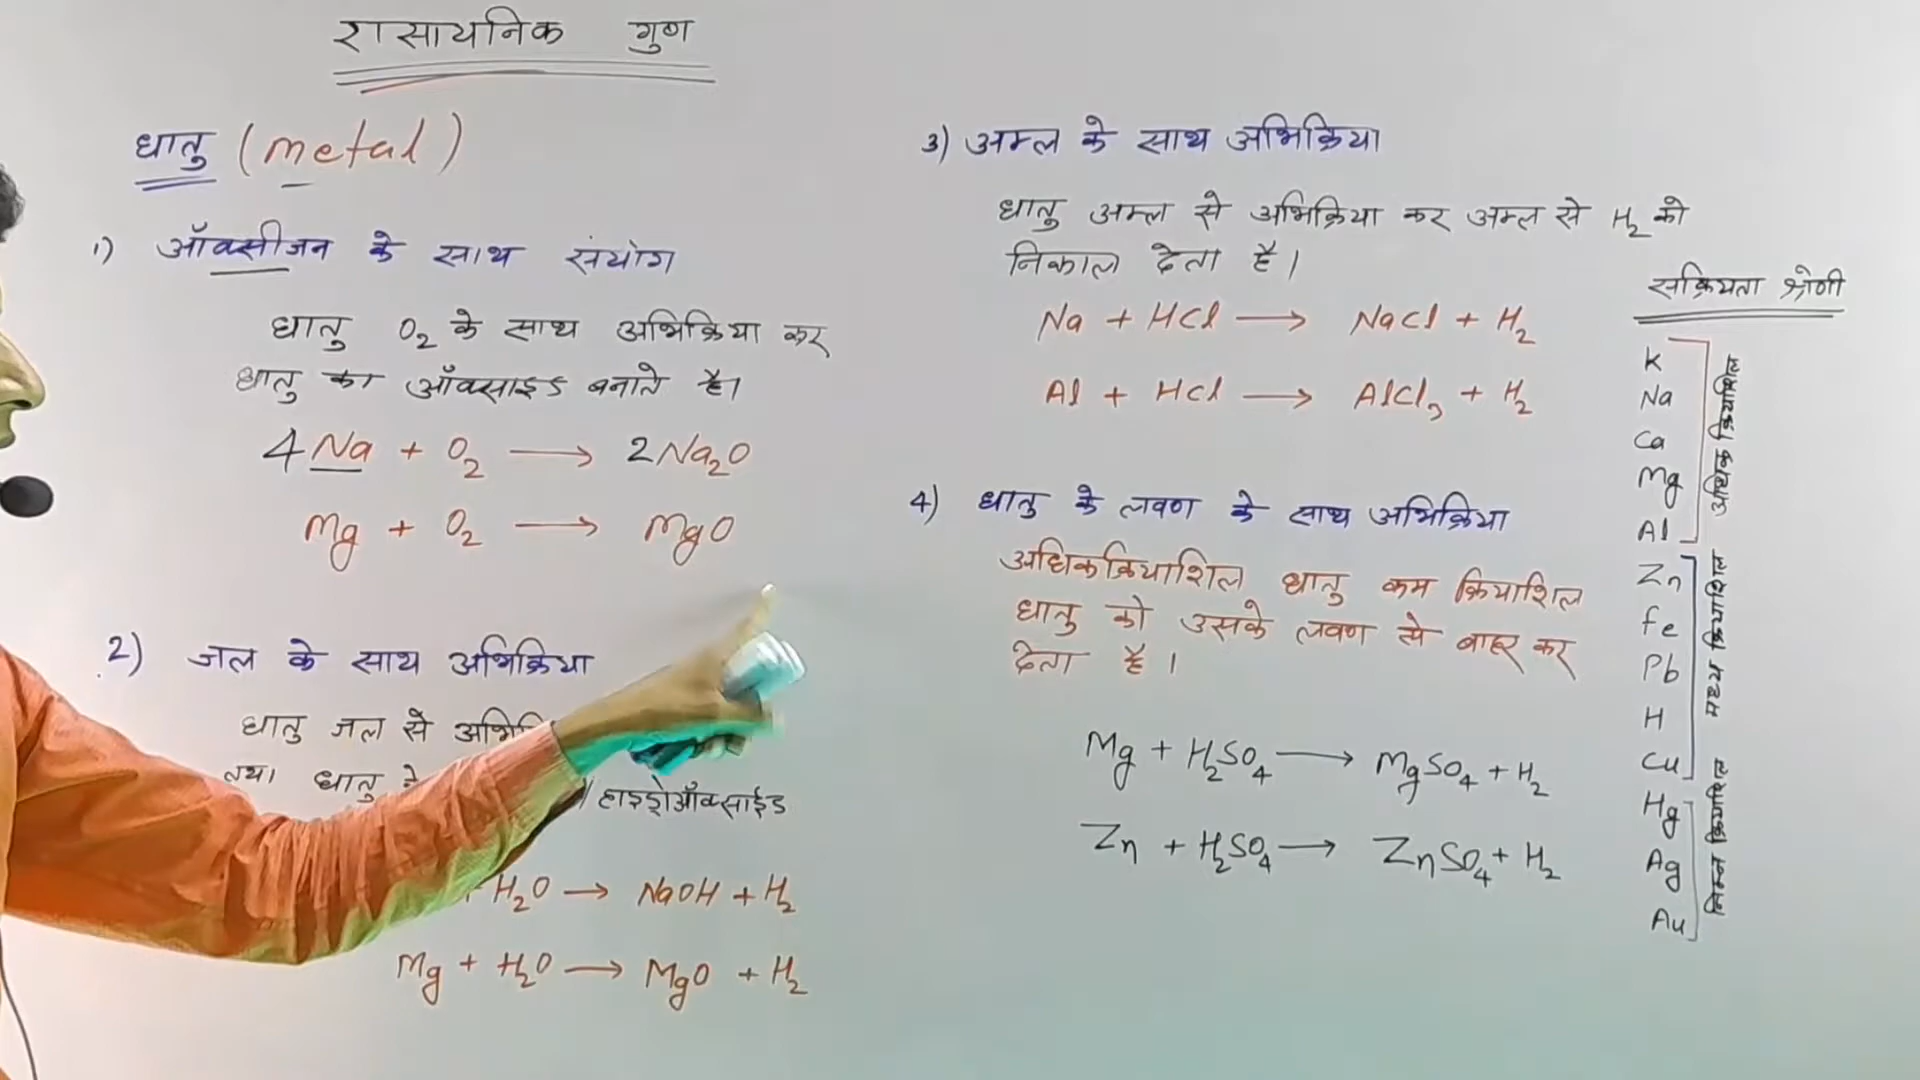 रासायनिक गुण
धातु (metal)
1) ऑक्सीजन के साथ संयोग
धातु O₂ के साथ अभिक्रिया कर
धातु का ऑक्साइड बनाते है।
4Na + O₂ → 2Na₂O
Mg + O₂ → MgO
2) जल के साथ अभिक्रिया
धातु जल से
तथा धातु
/हाइड्रोऑक्साईड
+ H₂O → NaOH + H₂
Mg + H₂O → MgO + H₂
3) अम्ल के साथ अभिक्रिया
धातु अम्ल से अभिक्रिया कर अम्ल से H₂ को
निकाल देता है।
Na + HCl → NaCl + H₂
Al + HCl → AlCl₃ + H₂
4) धातु के लवण के साथ अभिक्रिया
अधिकक्रियाशिल धातु कम क्रियाशिल
धातु को उसके लवण से बाहर कर
देता है।
Mg + H₂SO₄ → MgSO₄ + H₂
Zn + H₂SO₄ → ZnSO₄ + H₂
सक्रियता श्रेणी
K
Na
Ca
Mg
Al
अधिक क्रियाशिल
Zn
Fe
Pb
H
Cu
मध्यम क्रियाशिल
Hg
Ag
Au
निम्न क्रियाशिल